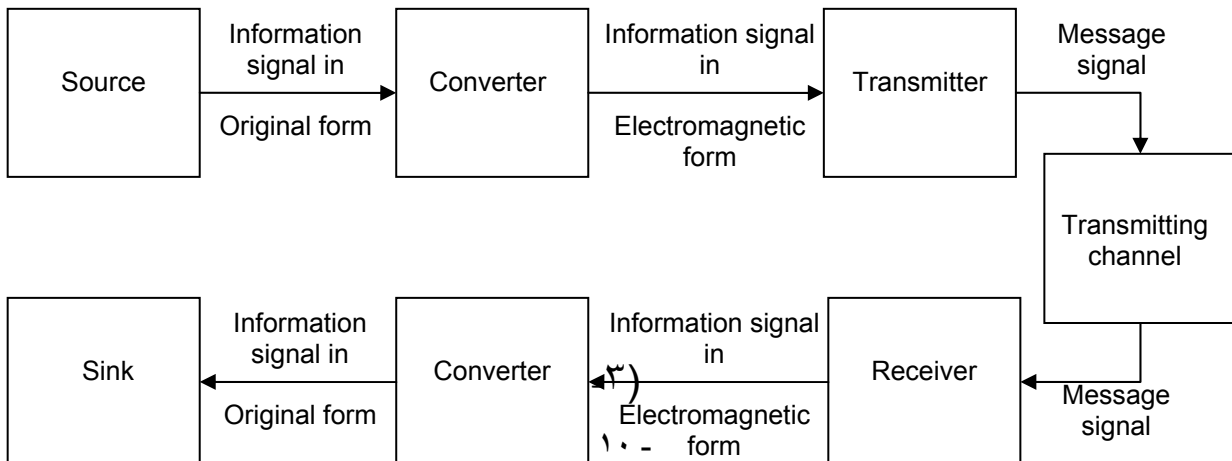 Source
Information
signal in
Original form
Converter
Information signal
in
Electromagnetic
form
Transmitter
Message
signal
Transmitting
channel
Message
signal
Receiver
Information signal
in
Electromagnetic
form
(٣-
١٠-
Converter
Information
signal in
Original form
Sink